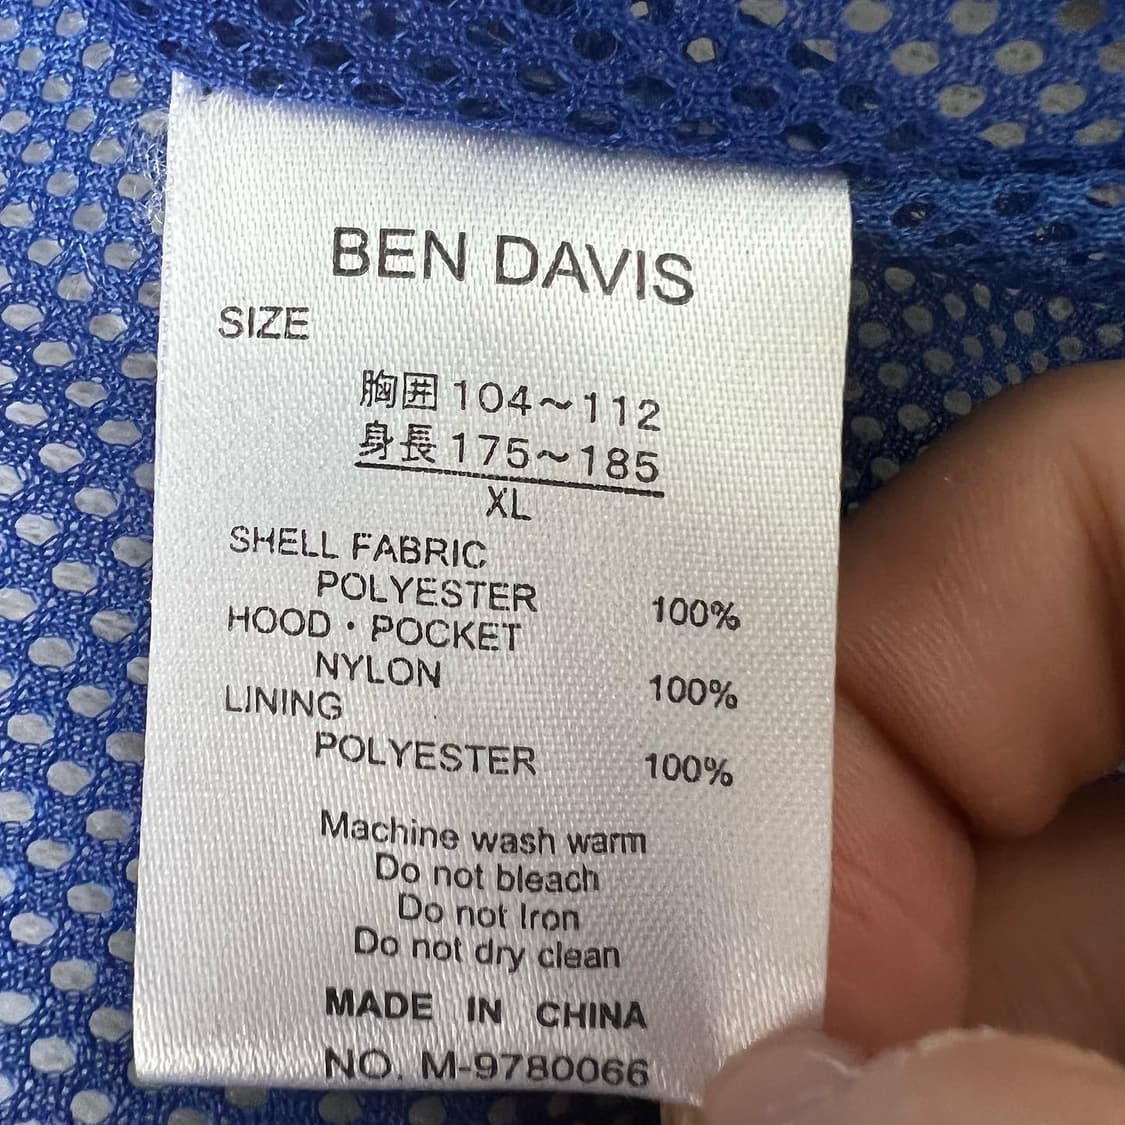 BEN DAVIS
SIZE
胸囲 104～112
身長 175～185
XL
SHELL FABRIC
POLYESTER 100%
HOOD・POCKET
NYLON 100%
LINING
POLYESTER 100%
Machine wash warm
Do not bleach
Do not Iron
Do not dry clean
MADE IN CHINA
NO. M-9780066